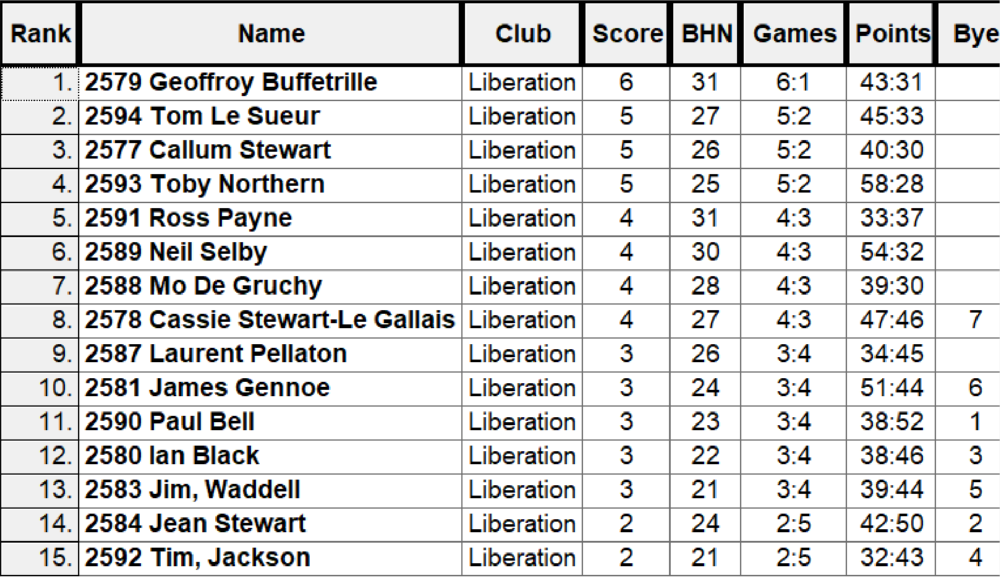 Rank Name Club Score BHN Games Points Bye
1. 2579 Geoffroy Buffetrille Liberation 6 31 6:1 43:31
2. 2594 Tom Le Sueur Liberation 5 27 5:2 45:33
3. 2577 Callum Stewart Liberation 5 26 5:2 40:30
4. 2593 Toby Northern Liberation 5 25 5:2 58:28
5. 2591 Ross Payne Liberation 4 31 4:3 33:37
6. 2589 Neil Selby Liberation 4 30 4:3 54:32
7. 2588 Mo De Gruchy Liberation 4 28 4:3 39:30
8. 2578 Cassie Stewart-Le Gallais Liberation 4 27 4:3 47:46 7
9. 2587 Laurent Pellaton Liberation 3 26 3:4 34:45
10. 2581 James Gennoe Liberation 3 24 3:4 51:44 6
11. 2590 Paul Bell Liberation 3 23 3:4 38:52 1
12. 2580 Ian Black Liberation 3 22 3:4 38:46 3
13. 2583 Jim, Waddell Liberation 3 21 3:4 39:44 5
14. 2584 Jean Stewart Liberation 2 24 2:5 42:50 2
15. 2592 Tim, Jackson Liberation 2 21 2:5 32:43 4